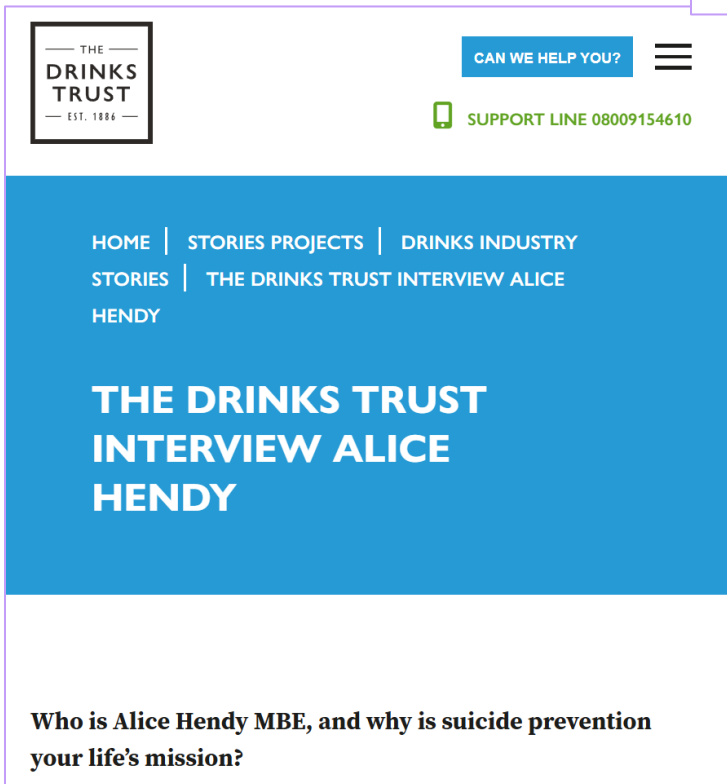 THE
DRINKS
TRUST
EST. 1886
CAN WE HELP YOU?
SUPPORT LINE 08009154610
HOME | STORIES PROJECTS | DRINKS INDUSTRY
STORIES | THE DRINKS TRUST INTERVIEW ALICE
HENDY
THE DRINKS TRUST
INTERVIEW ALICE
HENDY
Who is Alice Hendy MBE, and why is suicide prevention
your life’s mission?